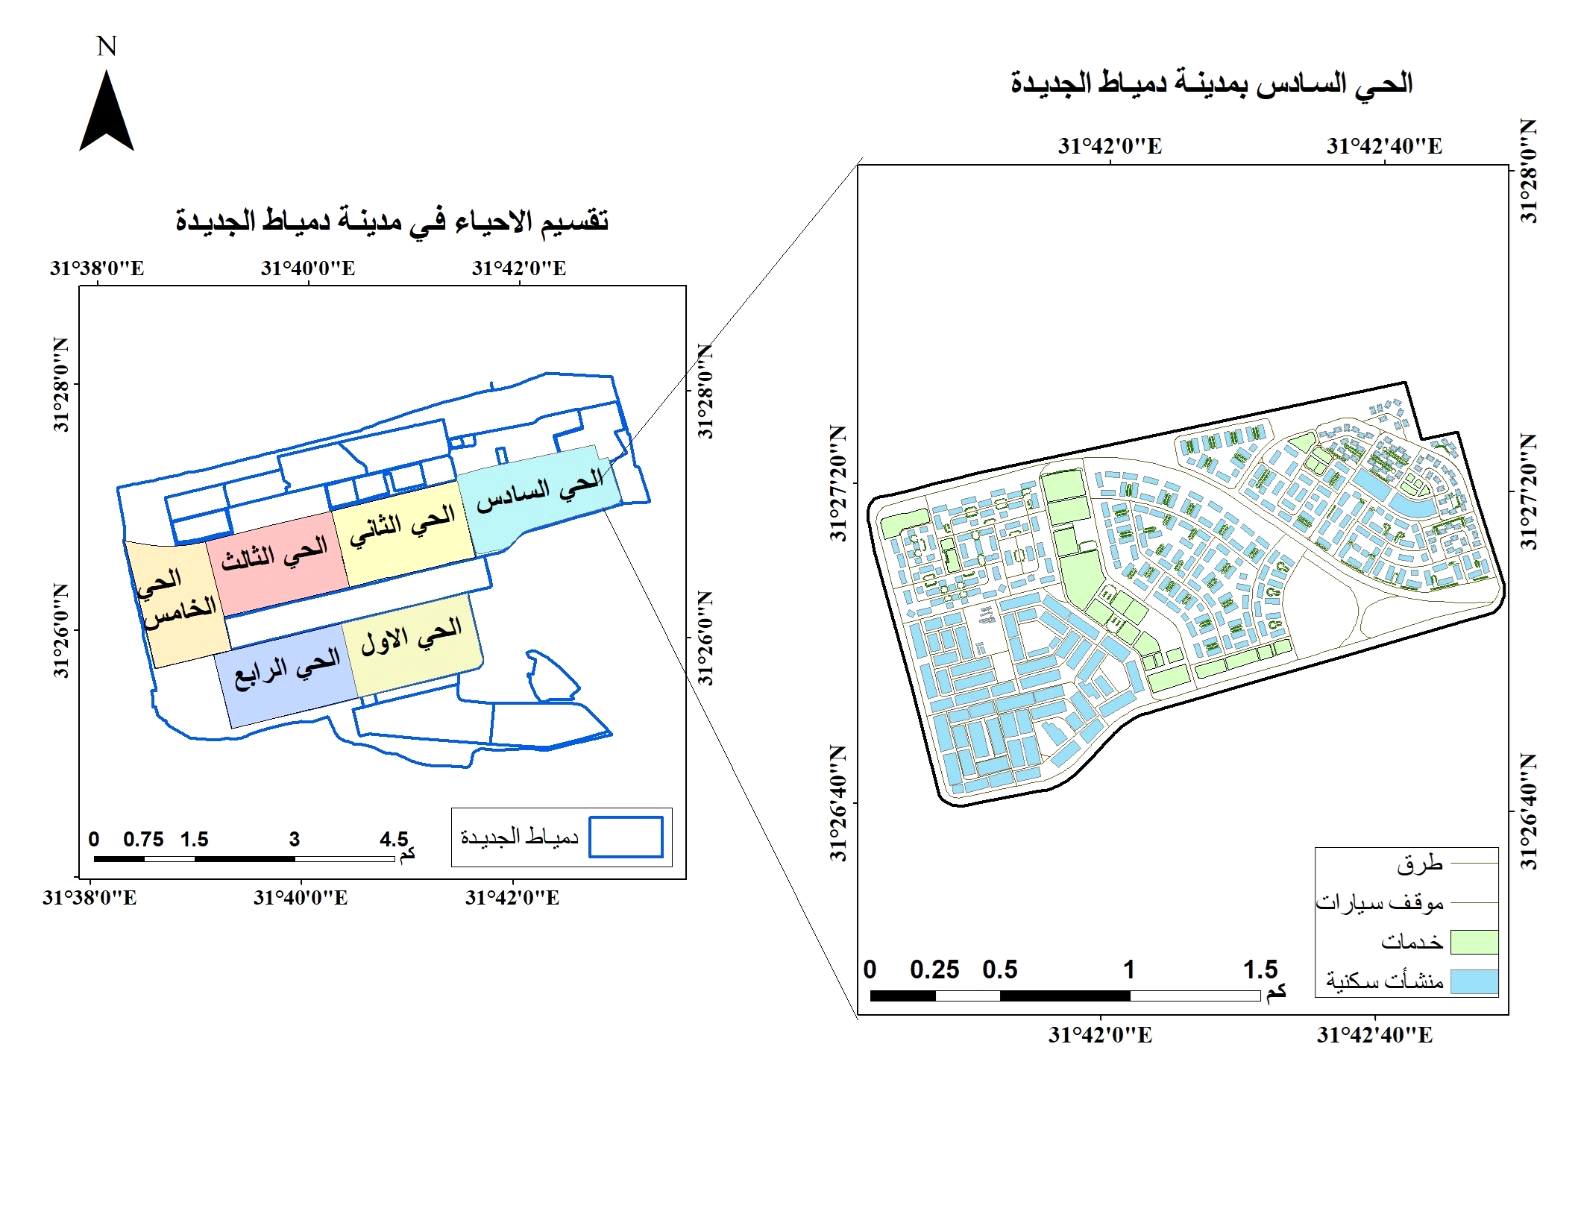 N
الحي السادس بمدينة دمياط الجديدة
31°42'0"E 31°42'40"E
31°28'0"N
31°27'20"N
31°27'20"N
31°26'40"N
31°26'40"N
طرق
موقف سيارات
خدمات
منشأت سكنية
0 0.25 0.5 1 1.5
كم
31°42'0"E 31°42'40"E
تقسيم الاحياء في مدينة دمياط الجديدة
31°38'0"E 31°40'0"E 31°42'0"E
31°28'0"N
31°28'0"N
31°26'0"N
31°26'0"N
الحي السادس
الحي الثاني
الحي الثالث
الحي
الخامس
الحي الاول
الحي الرابع
دمياط الجديدة
0 0.75 1.5 3 4.5
كم
31°38'0"E 31°40'0"E 31°42'0"E